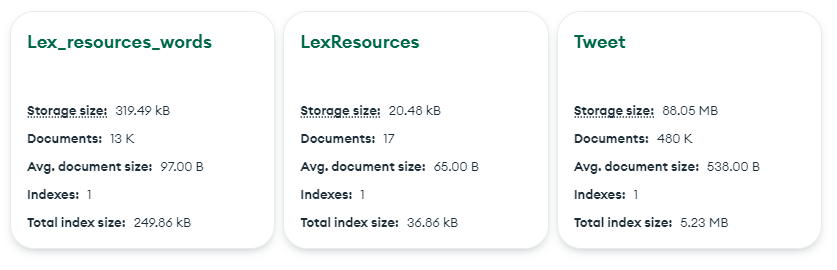 Lex_resources_words
Storage size: 319.49 kB
Documents: 13 K
Avg. document size: 97.00 B
Indexes: 1
Total index size: 249.86 kB
LexResources
Storage size: 20.48 kB
Documents: 17
Avg. document size: 65.00 B
Indexes: 1
Total index size: 36.86 kB
Tweet
Storage size: 88.05 MB
Documents: 480 K
Avg. document size: 538.00 B
Indexes: 1
Total index size: 5.23 MB